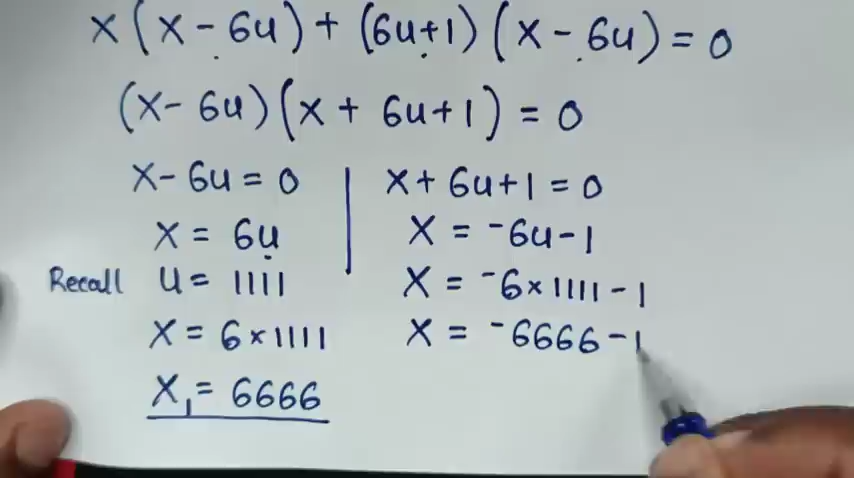 x(x - 6u) + (6u+1)(x - 6u) = 0
(x - 6u)(x + 6u+1) = 0
x - 6u = 0
x = 6u
Recall u = 1111
x = 6×1111
x₁ = 6666
x + 6u+1 = 0
x = -6u-1
x = -6×1111-1
x = -6666-1